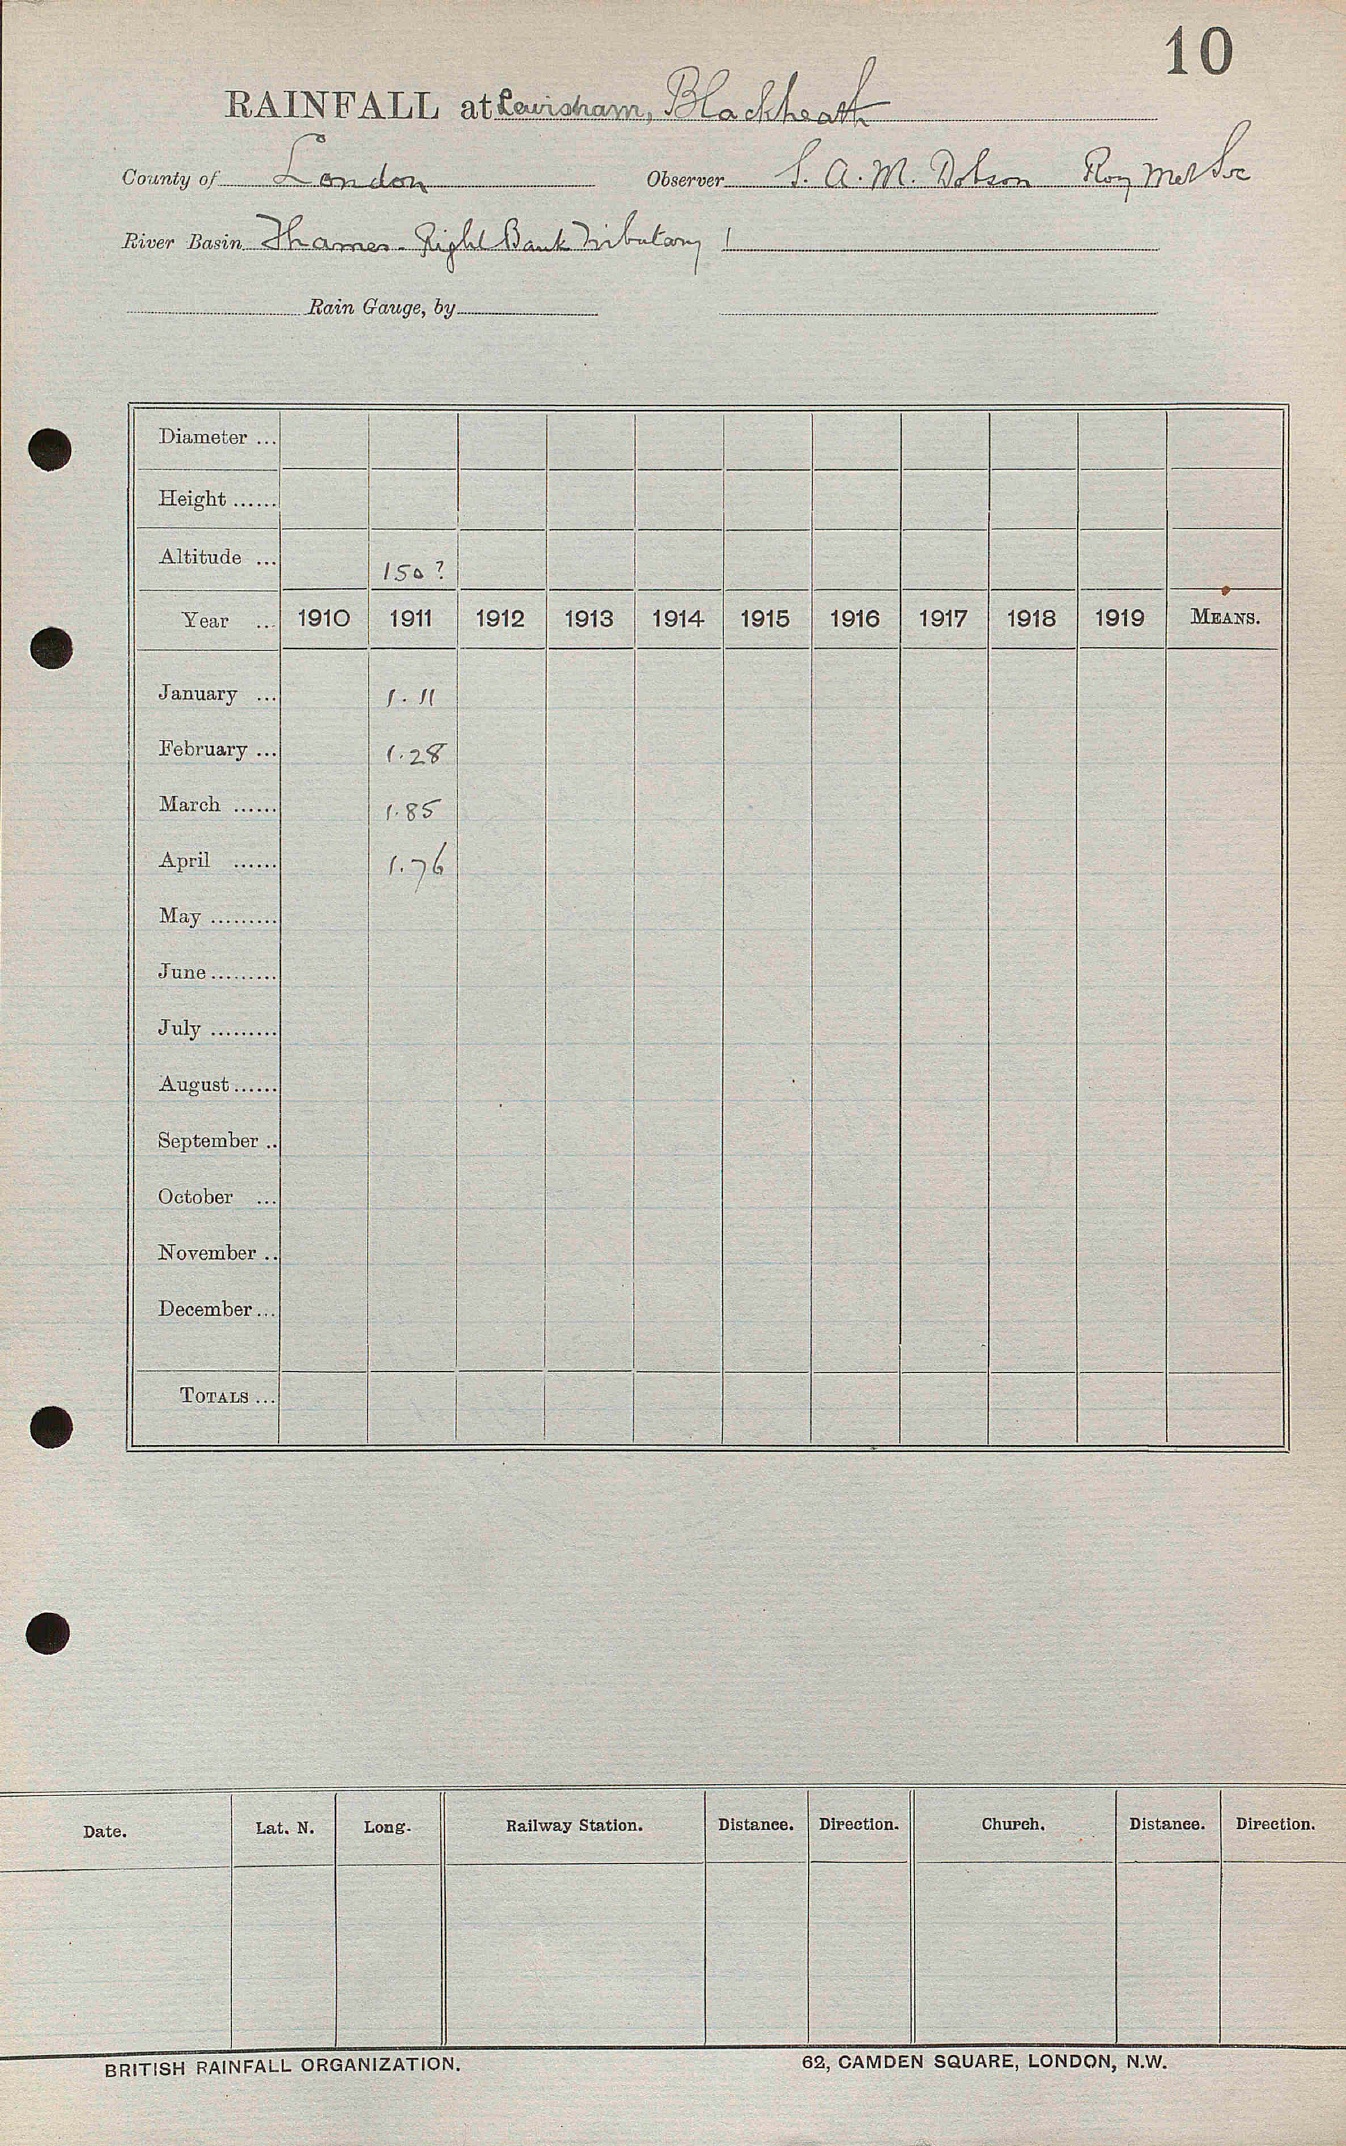 10
RAINFALL at Lewisham, Blackheath
County of London Observer S. A. M. Dobson Roy Met Soc
River Basin Thames - Right Bank Tributary 1
Rain Gauge, by
Diameter ...
Height ......
Altitude ... 150 ?
Year ... 1910 1911 1912 1913 1914 1915 1916 1917 1918 1919 MEANS.
January ... 1.11
February ... 1.28
March ...... 1.85
April ...... 1.76
May .........
June .........
July .........
August ......
September ..
October ...
November ..
December ...
TOTALS ...
Date. Lat. N. Long. Railway Station. Distance. Direction. Church. Distance. Direction.
BRITISH RAINFALL ORGANIZATION. 62, CAMDEN SQUARE, LONDON, N.W.